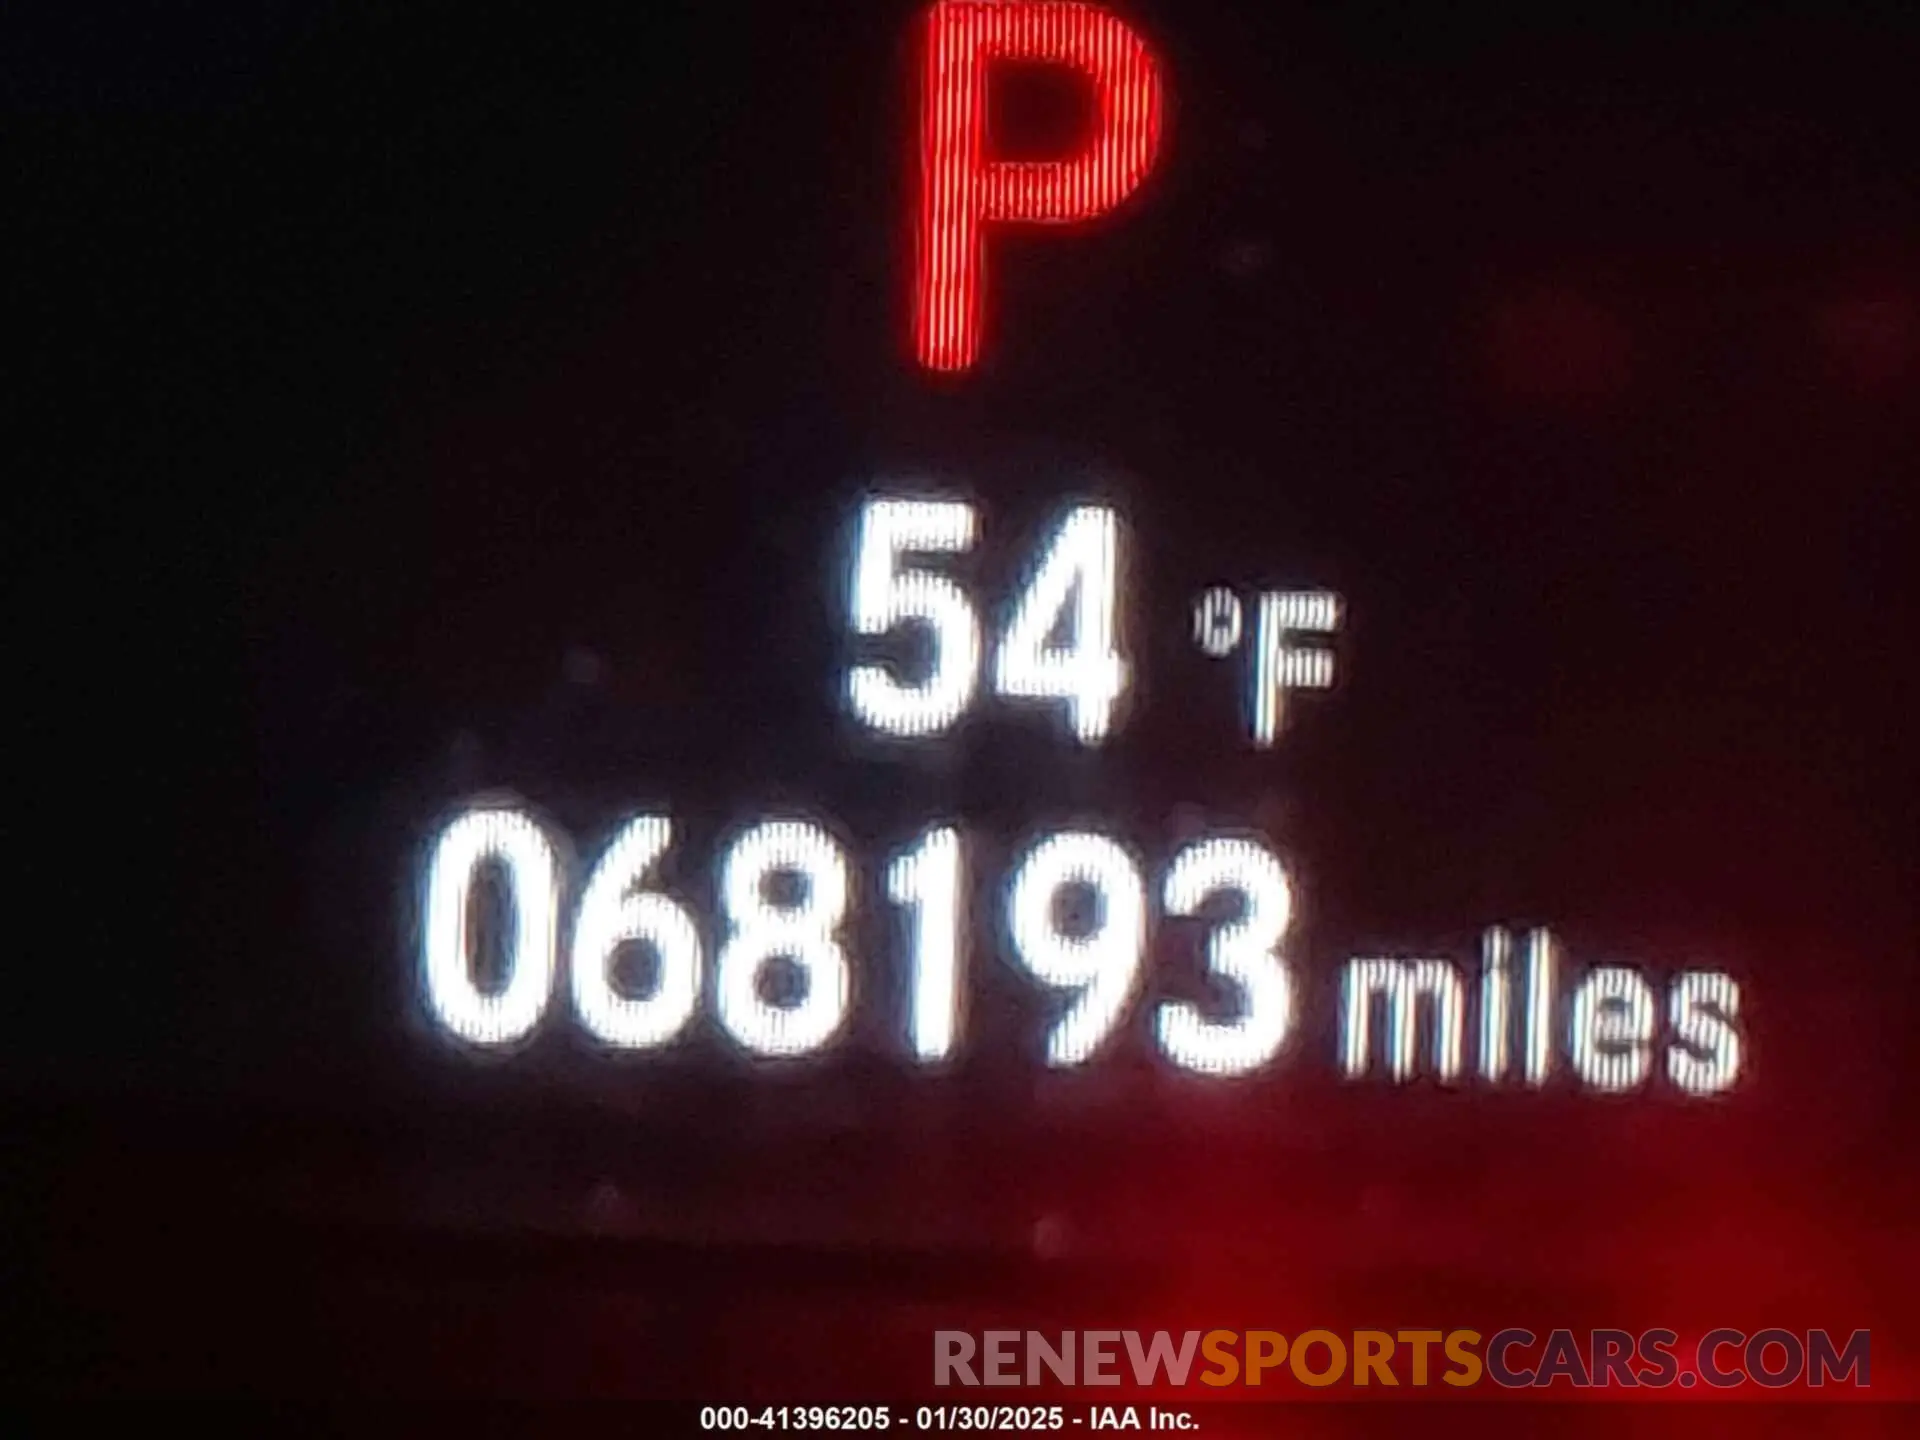 P
54 °F
068193 miles
RENEWSPORTSCARS.COM
000-41396205 - 01/30/2025 - IAA Inc.